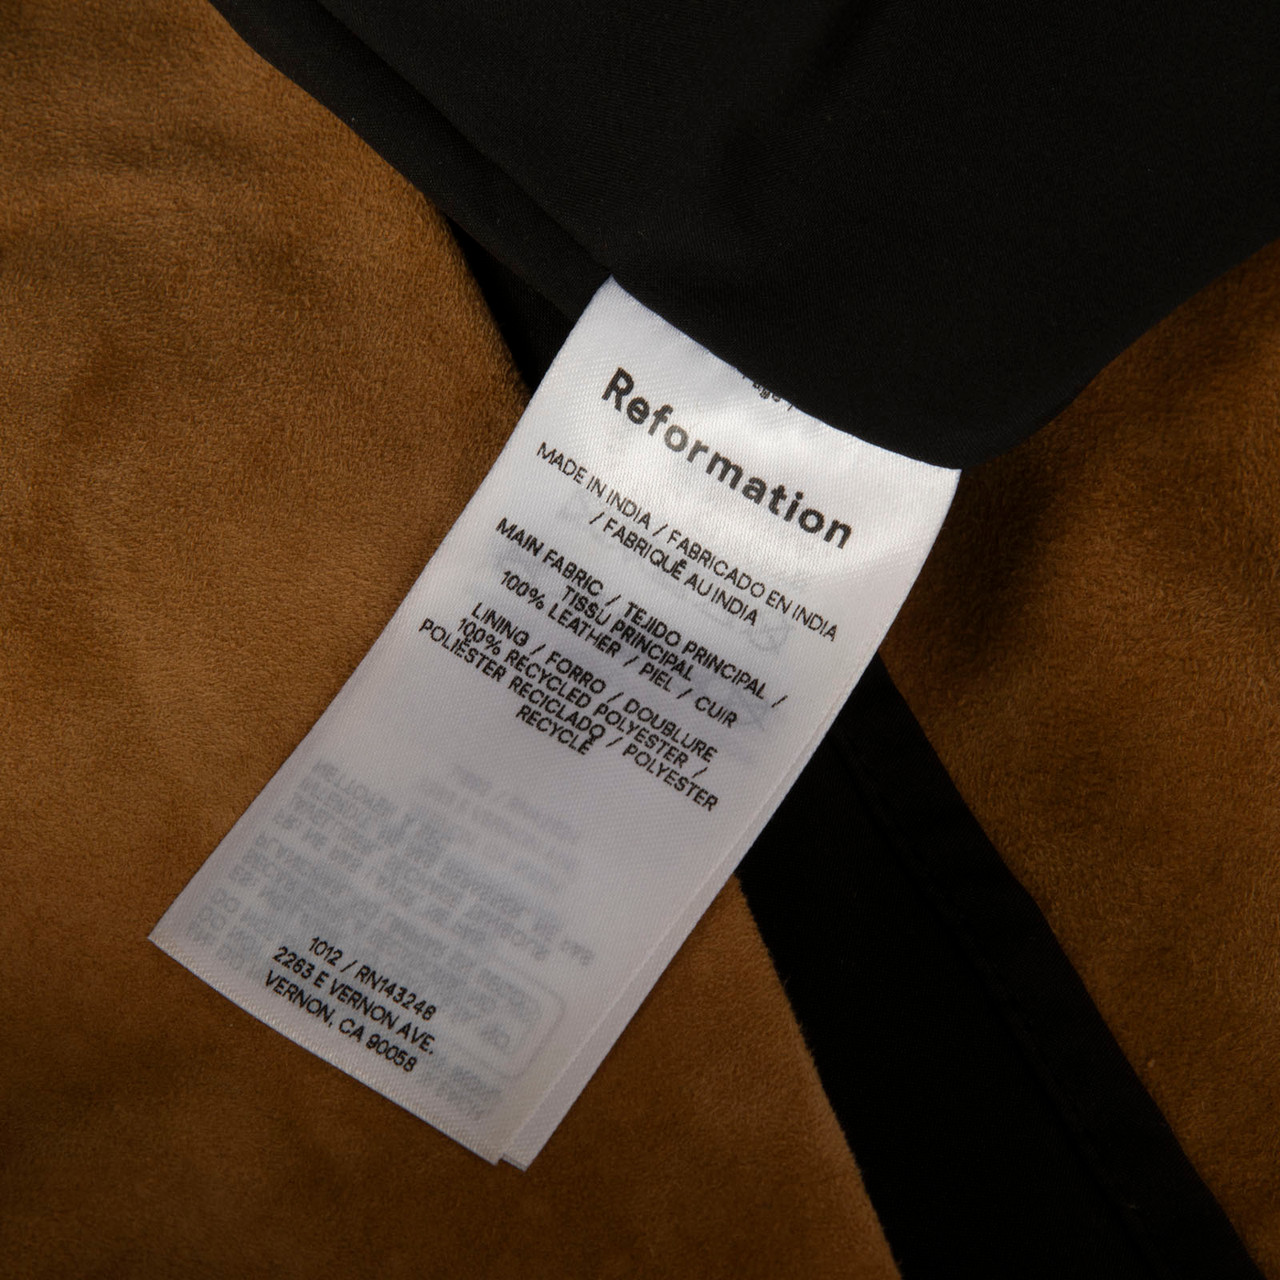 Reformation
MADE IN INDIA / FABRICADO EN INDIA
/ FABRIQUÉ AU INDIA
MAIN FABRIC / TEJIDO PRINCIPAL /
TISSU PRINCIPAL
100% LEATHER / PIEL / CUIR
LINING / FORRO / DOUBLURE
100% RECYCLED POLYESTER /
POLIÉSTER RECICLADO / POLYESTER
RECYCLÉ
1012 / RN143248
2263 E VERNON AVE.
VERNON, CA 90058